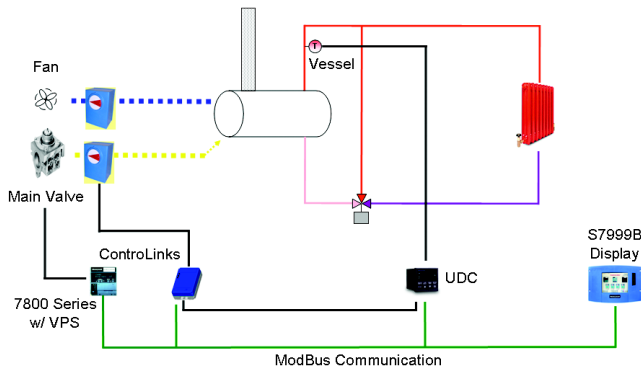 Fan
T
Vessel
Main Valve
ControLinks
S7999B
Display
UDC
7800 Series
w/ VPS
ModBus Communication